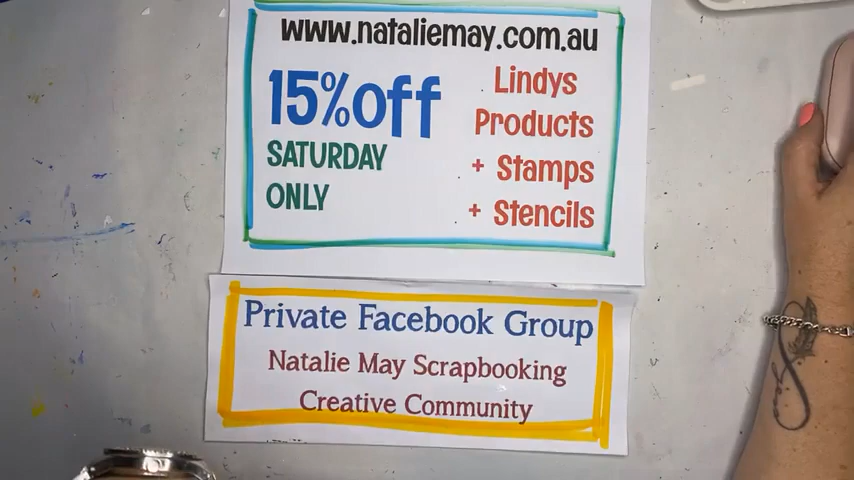 www.nataliemay.com.au
15%off
SATURDAY
ONLY
Lindys
Products
+ Stamps
+ Stencils
Private Facebook Group
Natalie May Scrapbooking
Creative Community